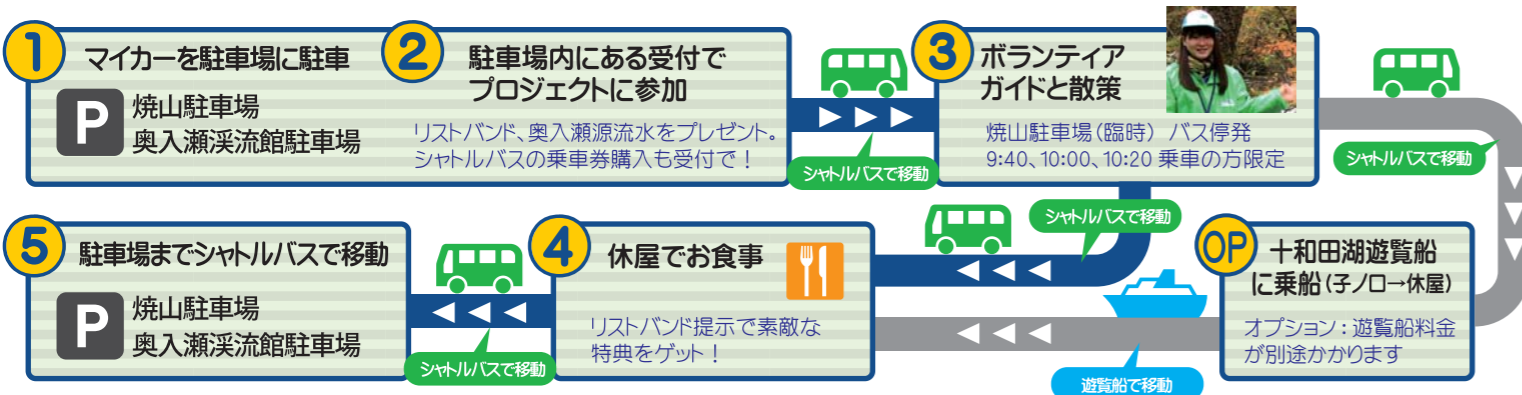 1
マイカーを駐車場に駐車
P
焼山駐車場
奥入瀬渓流館駐車場
2
駐車場内にある受付で
プロジェクトに参加
リストバンド、奥入瀬源流水をプレゼント。
シャトルバスの乗車券購入も受付で！
シャトルバスで移動
3
ボランティア
ガイドと散策
焼山駐車場（臨時） バス停発
9:40、10:00、10:20 乗車の方限定
シャトルバスで移動
シャトルバスで移動
OP
十和田湖遊覧船
に乗船（子ノ口→休屋）
オプション：遊覧船料金
が別途かかります
遊覧船で移動
4
休屋でお食事
リストバンド提示で素敵な
特典をゲット！
シャトルバスで移動
5
駐車場までシャトルバスで移動
P
焼山駐車場
奥入瀬渓流館駐車場